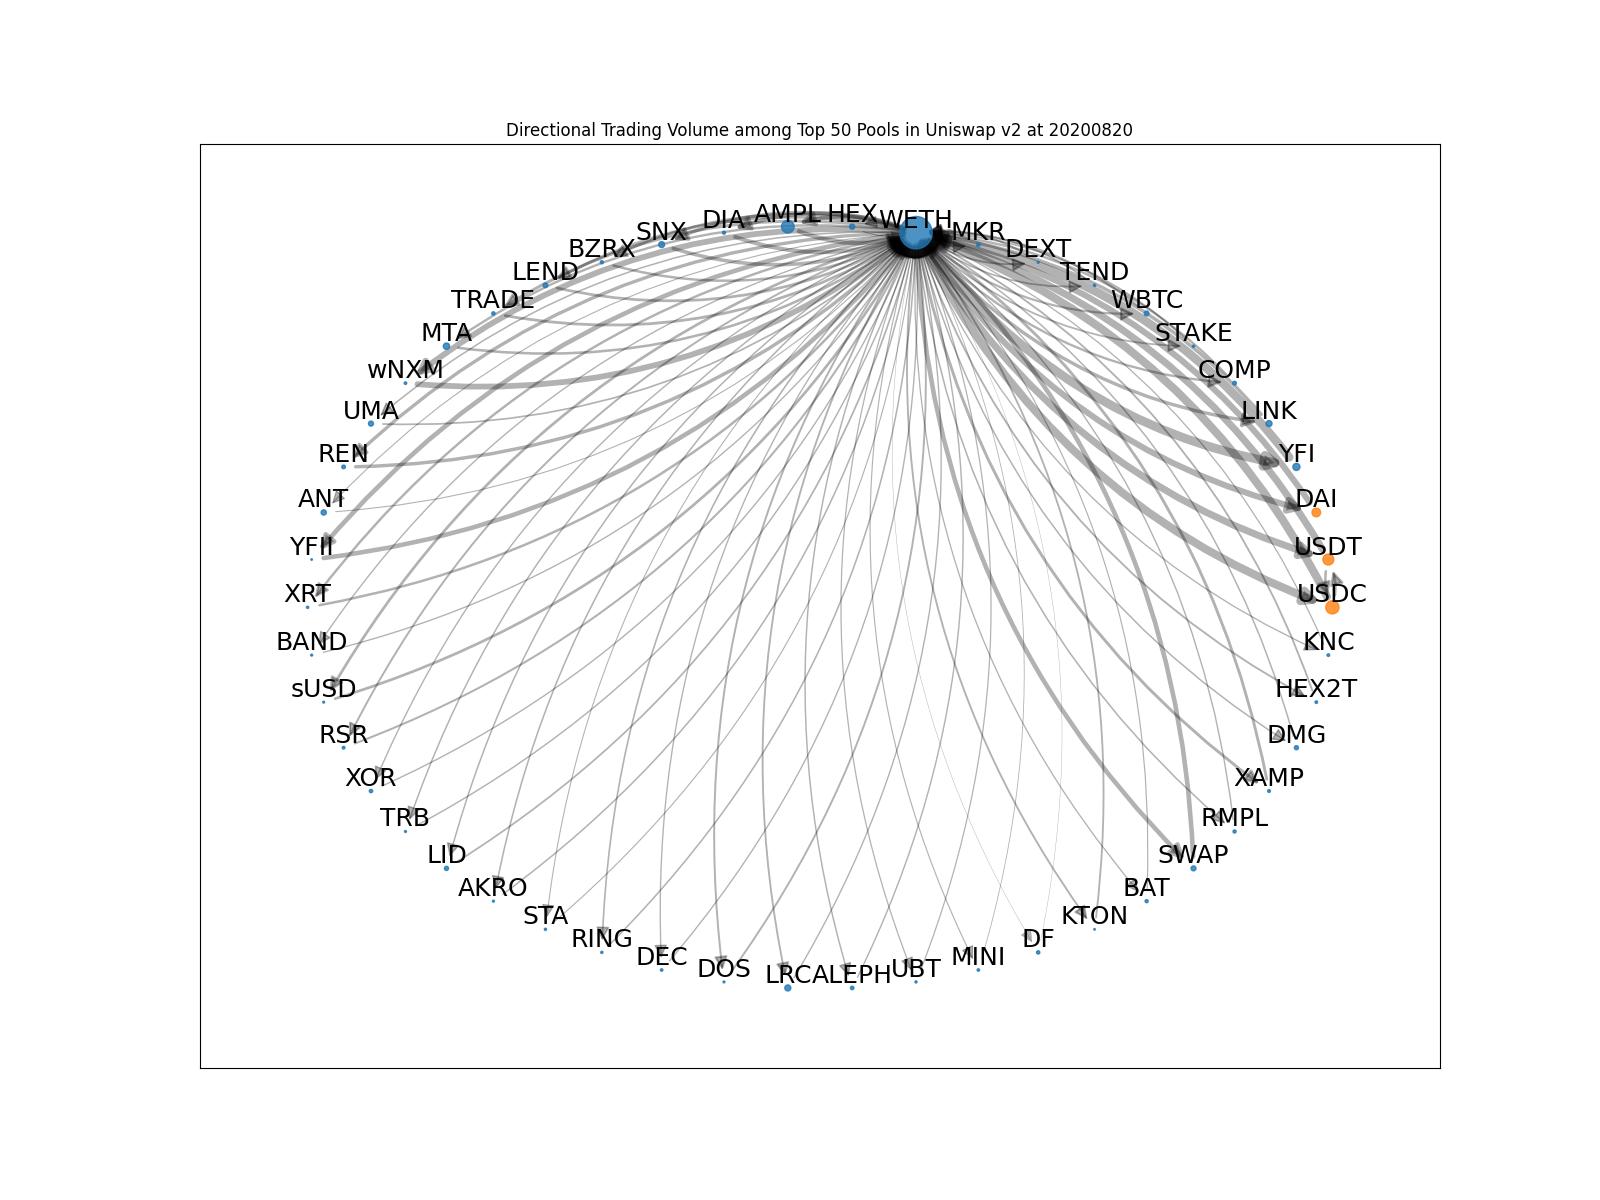 Directional Trading Volume among Top 50 Pools in Uniswap v2 at 20200820
AMPL HEX WETH
DIA
MKR
SNX
BZRX
DEXT
LEND
TEND
TRADE
WBTC
MTA
STAKE
wNXM
COMP
UMA
LINK
REN
YFI
ANT
DAI
YFII
USDT
XRT
USDC
BAND
KNC
sUSD
HEX2T
RSR
DMG
XOR
XAMP
TRB
RMPL
LID
SWAP
AKRO
BAT
STA
KTON
RING
DF
DEC
MINI
DOS
UBT
LRC
ALEPH